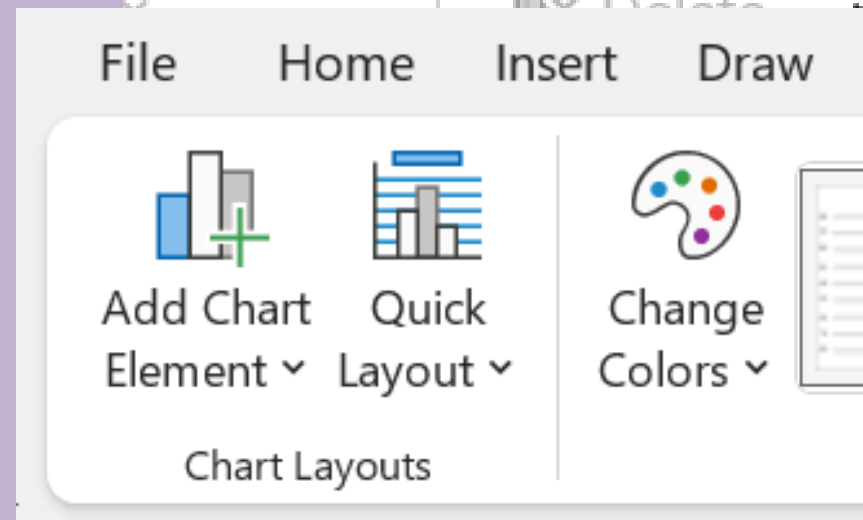 File Home Insert Draw
Add Chart Element
Quick Layout
Change Colors
Chart Layouts